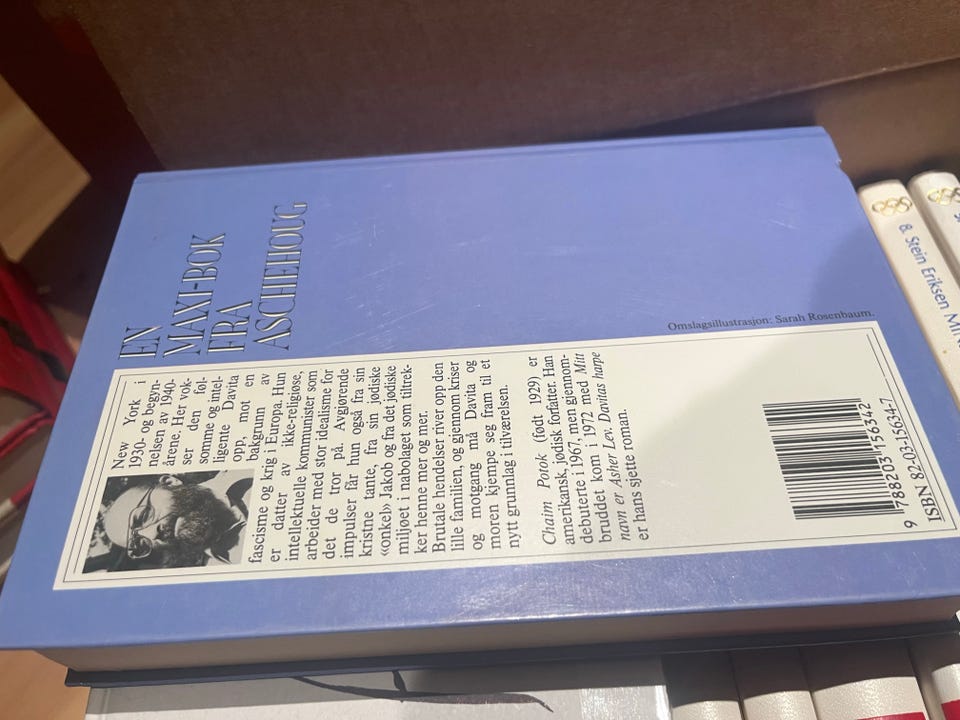 EN
MAXI-BOK
FRA
ASCHEHOUG
New York i
1930- og begyn-
nelsen av 1940-
årene. Her vok-
ser den føl-
somme og intel-
ligente Davita
opp, mot en
bakgrunn av
fascisme og krig i Europa. Hun
er datter av ikke-religiøse,
intellektuelle kommunister som
arbeider med stor idealisme for
det de tror på. Avgjørende
impulser får hun også fra sin
kristne tante, fra sin jødiske
«onkel» Jakob og fra det jødiske
miljøet i nabolaget som tiltrek-
ker henne mer og mer.
Brutale hendelser river opp den
lille familien, og gjennom kriser
og motgang må Davita og
moren kjempe seg fram til et
nytt grunnlag i tilværelsen.
Chaim Potok (født 1929) er
amerikansk, jødisk forfatter. Han
debuterte i 1967, men gjennom-
bruddet kom i 1972 med Mitt
navn er Asher Lev. Davitas harpe
er hans sjette roman.
Omslagsillustrasjon: Sarah Rosenbaum.
9 788203 156342
ISBN 82-03-15634-7
8. Stein Eriksen